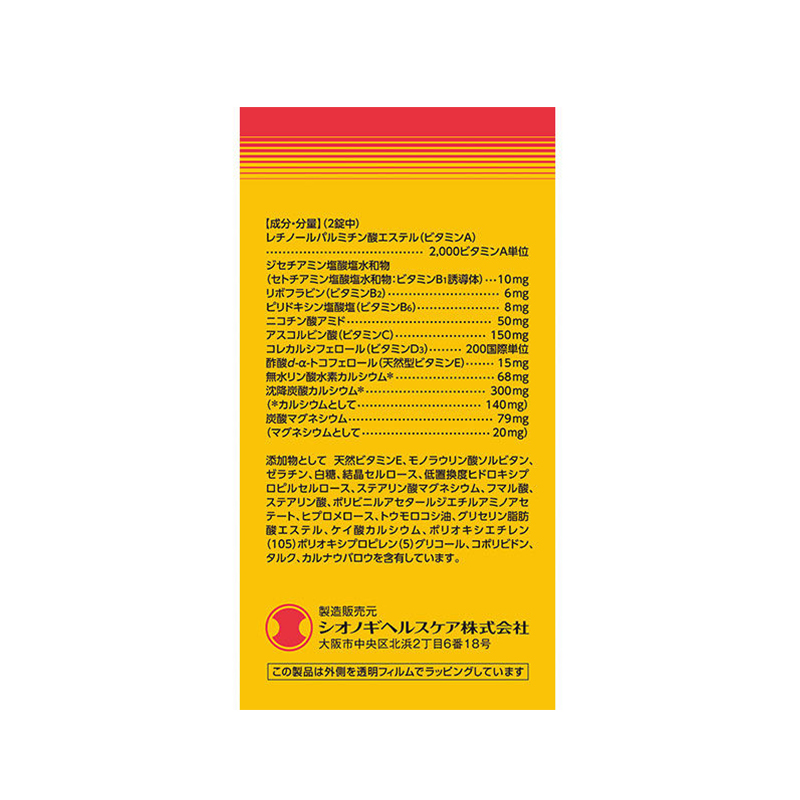 【成分・分量】(2錠中)
レチノールパルミチン酸エステル(ビタミンA)
……………………………… 2,000ビタミンA単位
ジセチアミン塩酸塩水和物
(セトチアミン塩酸塩水和物:ビタミンB1誘導体)…10mg
リボフラビン(ビタミンB2)……………………… 6mg
ピリドキシン塩酸塩(ビタミンB6)……………… 8mg
ニコチン酸アミド……………………………… 50mg
アスコルビン酸(ビタミンC)………………… 150mg
コレカルシフェロール(ビタミンD3)……… 200国際単位
酢酸d-α-トコフェロール(天然型ビタミンE)…… 15mg
無水リン酸水素カルシウム*…………………… 68mg
沈降炭酸カルシウム*………………………… 300mg
(*カルシウムとして………………………… 140mg)
炭酸マグネシウム……………………………… 79mg
(マグネシウムとして………………………… 20mg)
添加物として 天然ビタミンE、モノラウリン酸ソルビタン、
ゼラチン、白糖、結晶セルロース、低置換度ヒドロキシプ
ロピルセルロース、ステアリン酸マグネシウム、フマル酸、
ステアリン酸、ポリビニルアセタールジエチルアミノアセ
テート、ヒプロメロース、トウモロコシ油、グリセリン脂肪
酸エステル、ケイ酸カルシウム、ポリオキシエチレン
(105)ポリオキシプロピレン(5)グリコール、コポリビドン、
タルク、カルナウバロウを含有しています。
製造販売元
シオノギヘルスケア株式会社
大阪市中央区北浜2丁目6番18号
この製品は外側を透明フィルムでラッピングしています